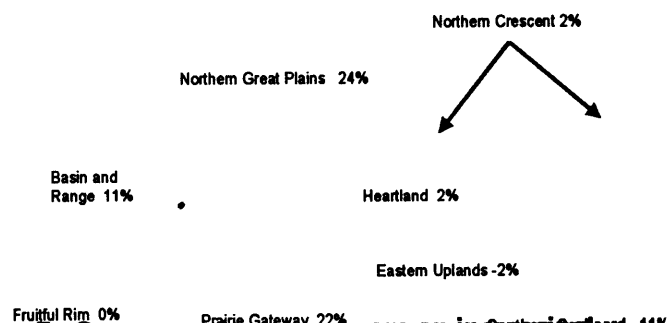 Northern Crescent 2%
Northern Great Plains 24%
Basin and
Range 11%
Heartland 2%
Eastern Uplands -2%
Fruitful Rim 0%
Prairie Gateway 22%